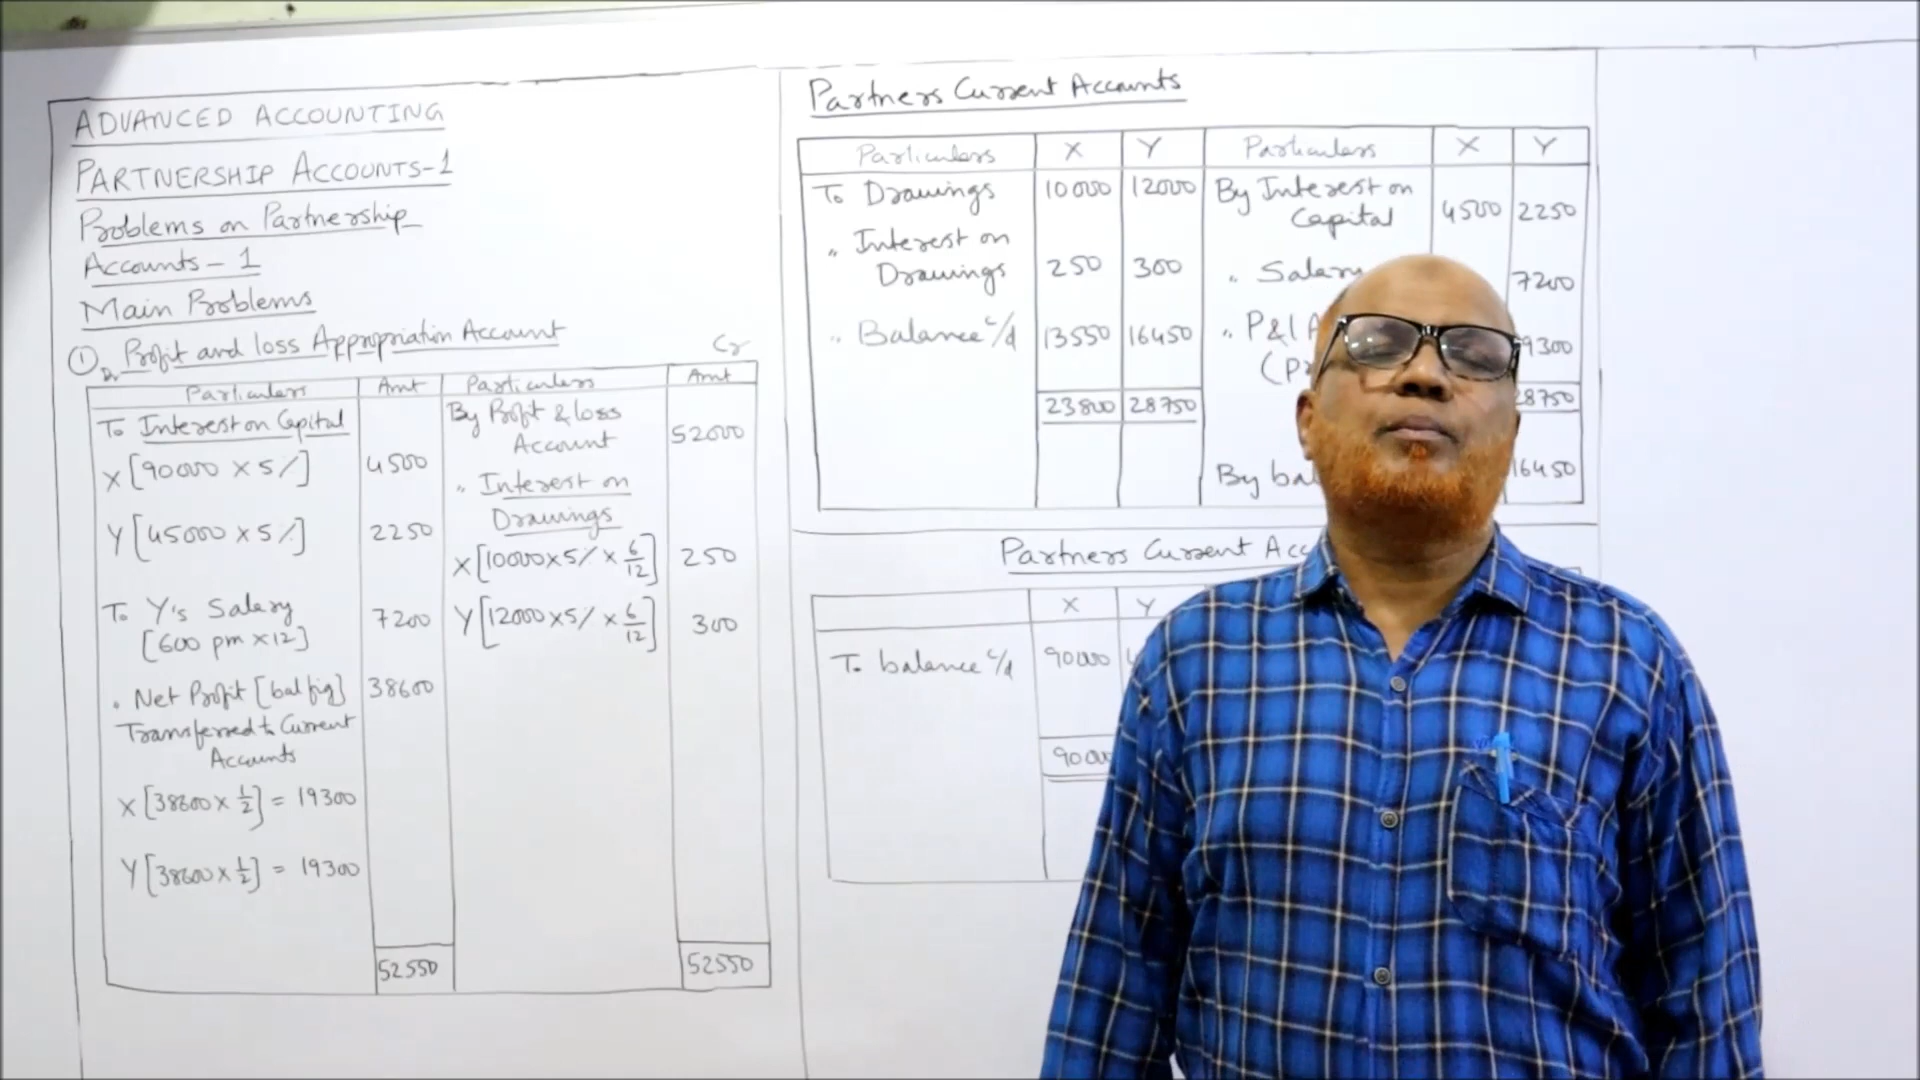 ADVANCED ACCOUNTING
PARTNERSHIP ACCOUNTS-1
Problems on Partnership
Accounts-1
Main Problems
① Profit and loss Appropriation Account
Dr
Cr
Particulars Amt Particulars Amt
To Interest on Capital
X [90000 X 5%] 4500
Y [45000 X 5%] 2250
To Y's Salary
[600 pm X 12] 7200
" Net Profit [bal fig] 38600
Transferred to Current
Accounts
X [38600 X 1/2] = 19300
Y [38600 X 1/2] = 19300
52550
By Profit & loss
Account 52000
" Interest on
Drawings
X [10000 X 5% X 6/12] 250
Y [12000 X 5% X 6/12] 300
52550
Partners Current Accounts
Particulars X Y Particulars X Y
To Drawings 10000 12000
" Interest on
Drawings 250 300
" Balance c/d 13550 16450
23800 28750
By Interest on
Capital 4500 2250
" Salary 7200
" P&l
9300
28750
By 16450
Partners Current
X Y
To balance c/d 90000